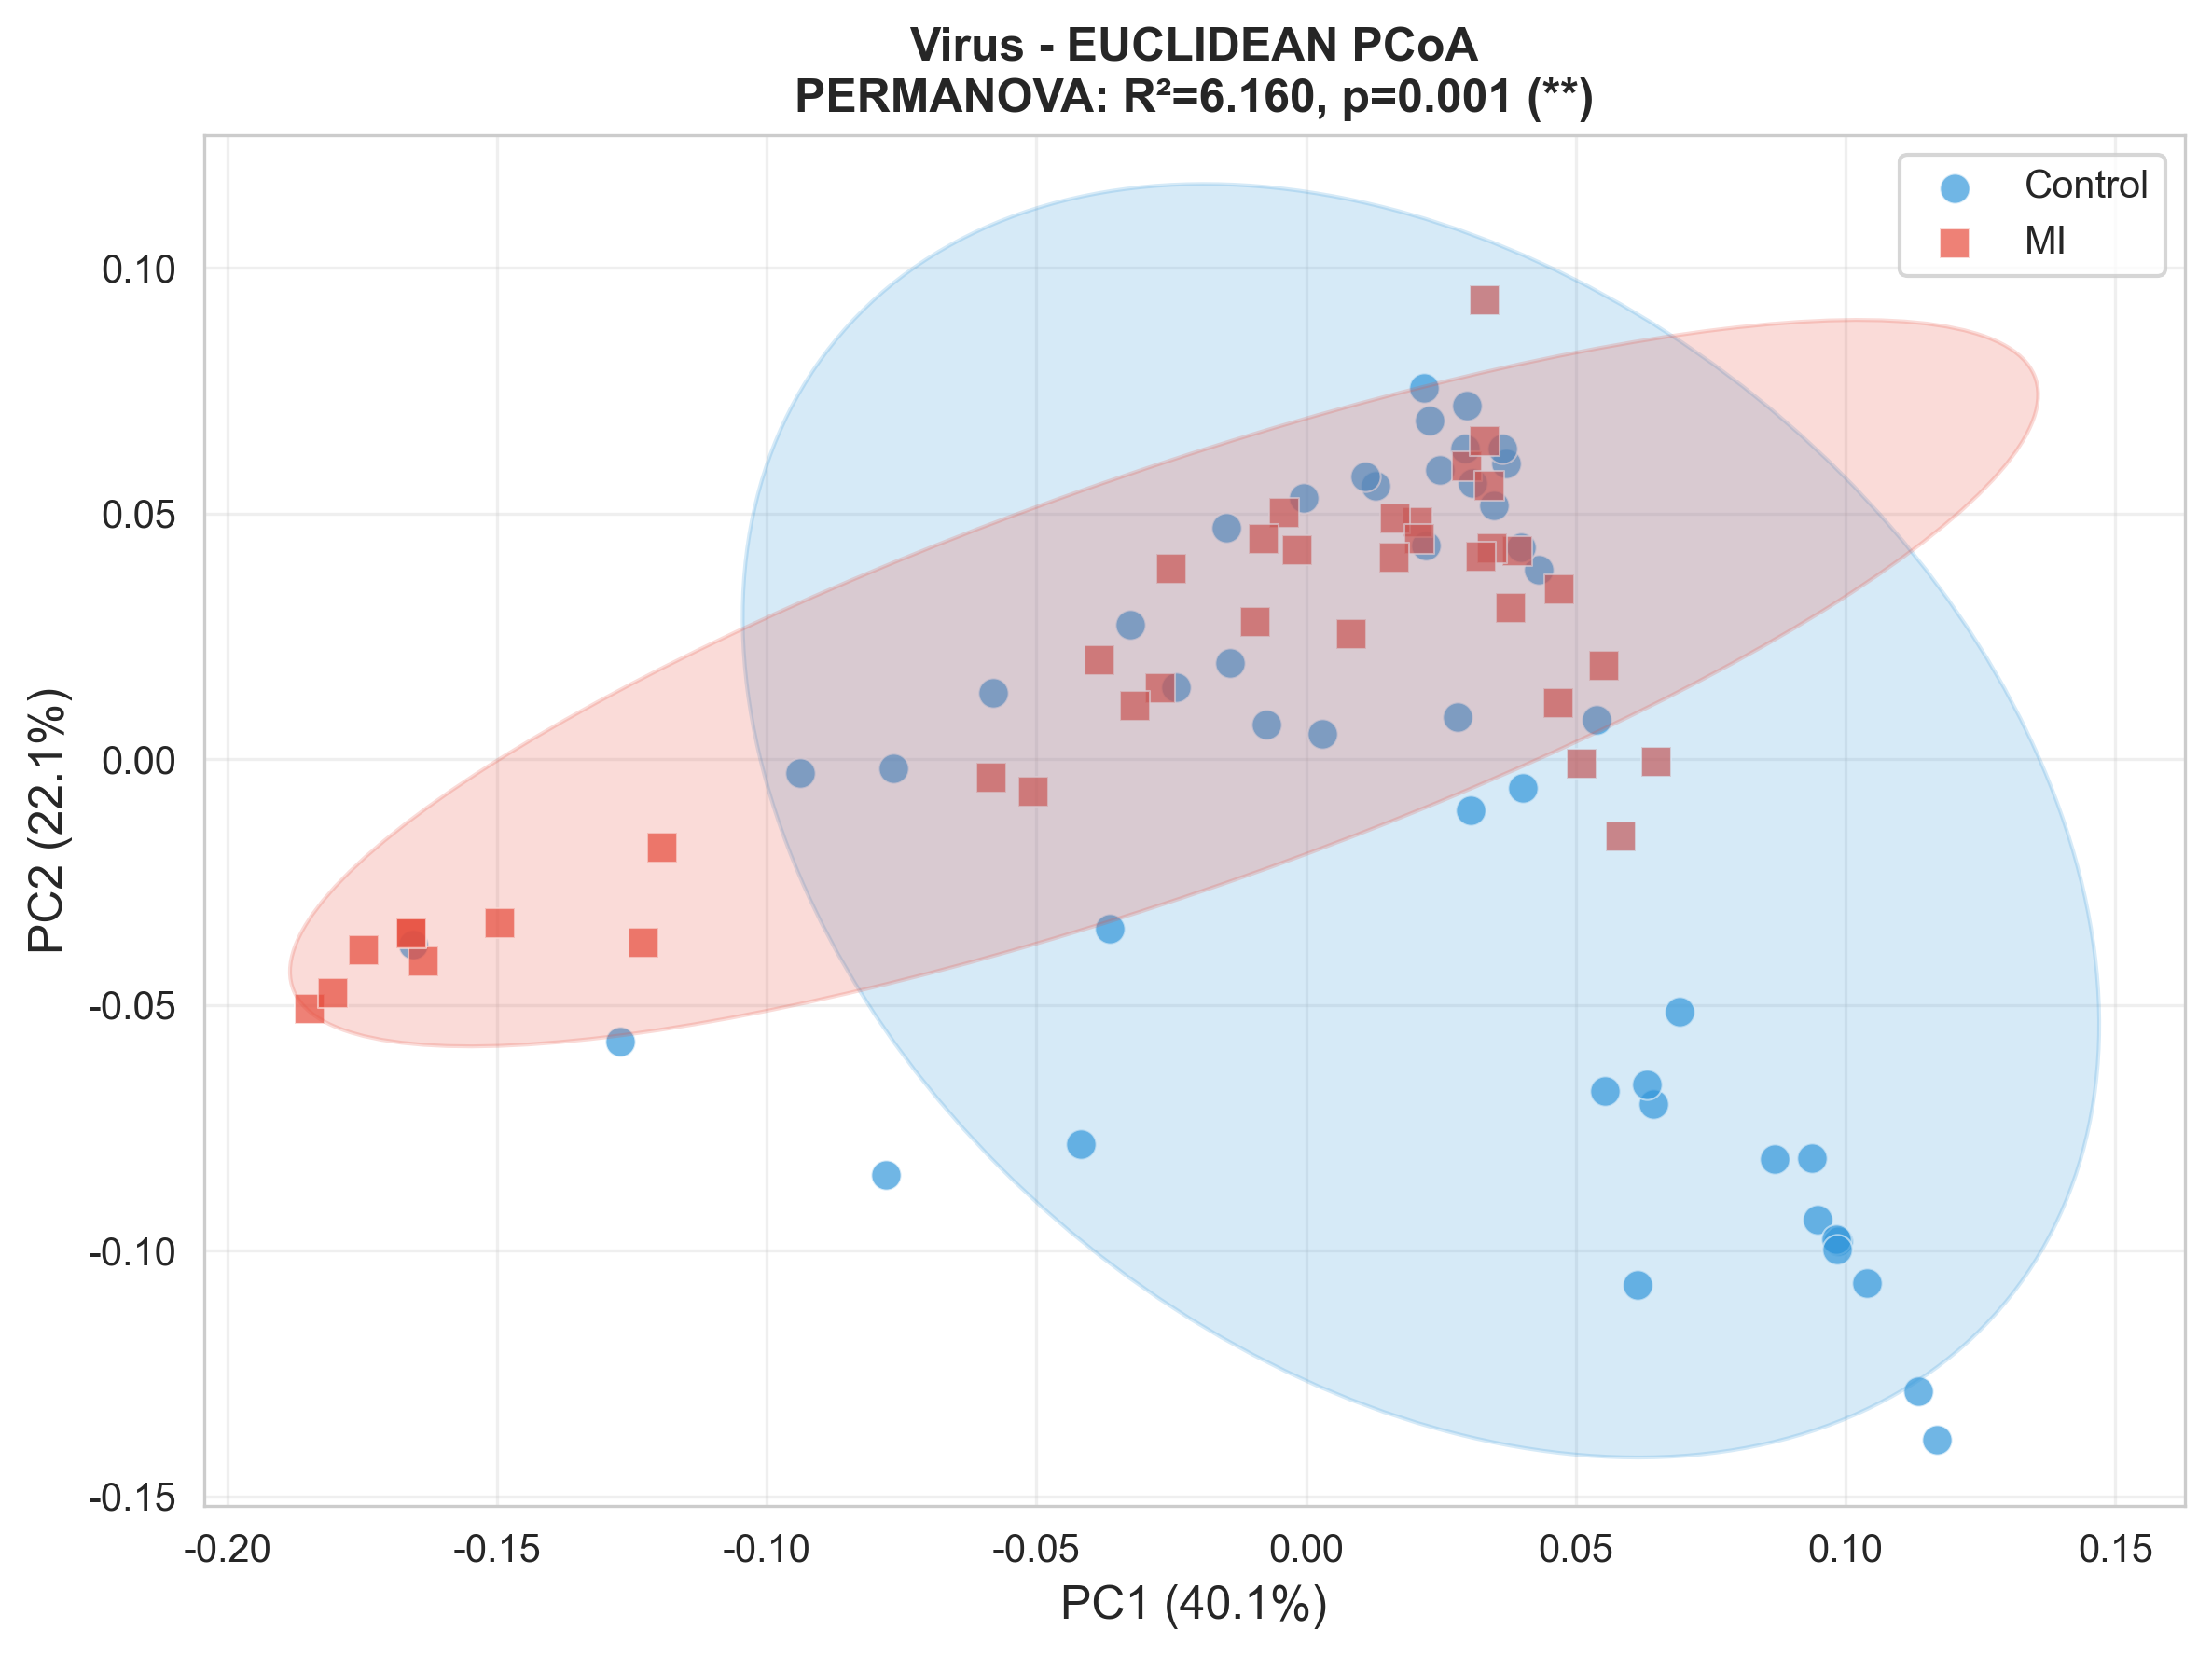 Virus - EUCLIDEAN PCoA
PERMANOVA: R²=6.160, p=0.001 (**)
Control
MI
0.10
0.05
0.00
-0.05
-0.10
-0.15
PC2 (22.1%)
-0.20 -0.15 -0.10 -0.05 0.00 0.05 0.10 0.15
PC1 (40.1%)